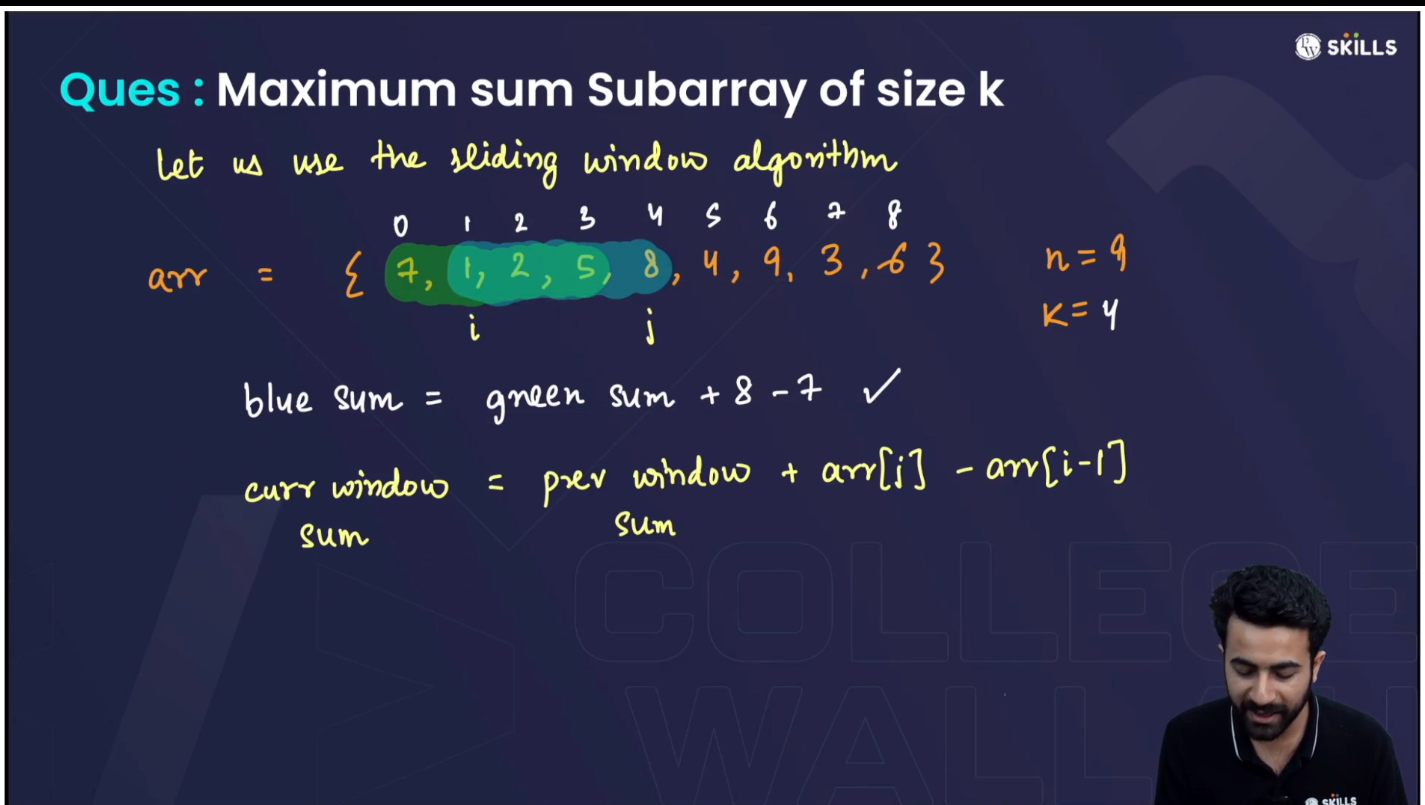 SKILLS
Ques : Maximum sum Subarray of size k
Let us use the sliding window algorithm
0 1 2 3 4 5 6 7 8
arr = { 7, 1, 2, 5, 8, 4, 9, 3, 6 } n = 9
K = 4
i j
blue sum = green sum + 8 - 7 ✓
curr window = prev window + arr[j] - arr[i-1]
sum sum
COLLEGE
WALLAH
SKILLS